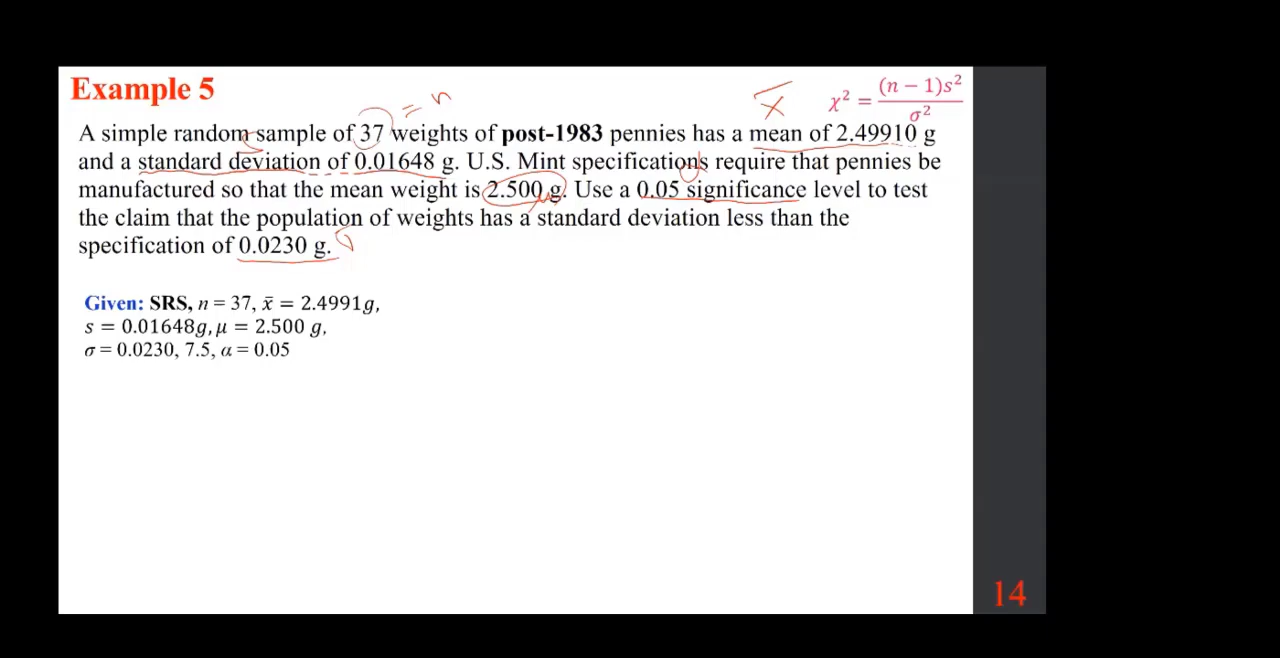 Example 5
= n
x̄
χ² = (n − 1)s² / σ²
A simple random sample of 37 weights of post-1983 pennies has a mean of 2.49910 g
and a standard deviation of 0.01648 g. U.S. Mint specifications require that pennies be
manufactured so that the mean weight is 2.500 g. Use a 0.05 significance level to test
the claim that the population of weights has a standard deviation less than the
specification of 0.0230 g. σ
Given: SRS, n = 37, x̄ = 2.4991g,
s = 0.01648g, μ = 2.500 g,
σ = 0.0230, 7.5, α = 0.05
14